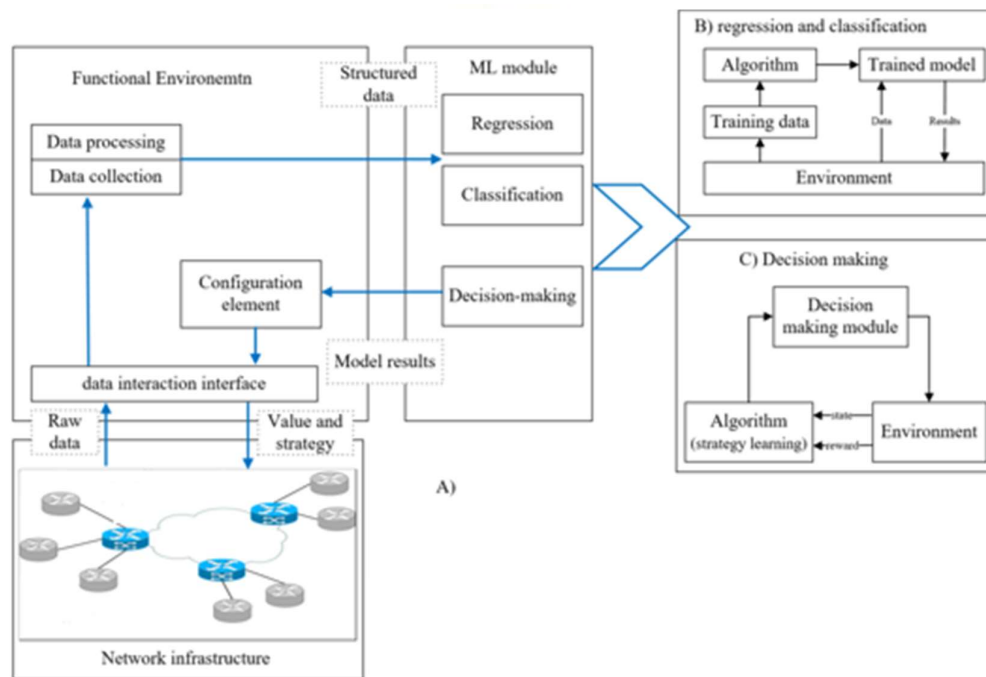 Functional Environemtn
Structured
data
ML module
Regression
Data processing
Data collection
Classification
Configuration
element
Decision-making
Model results
data interaction interface
Raw
data
Value and
strategy
Network infrastructure
A)
B) regression and classification
Algorithm
Trained model
Training data
Data
Results
Environment
C) Decision making
Decision
making module
Algorithm
(strategy learning)
state
reward
Environment